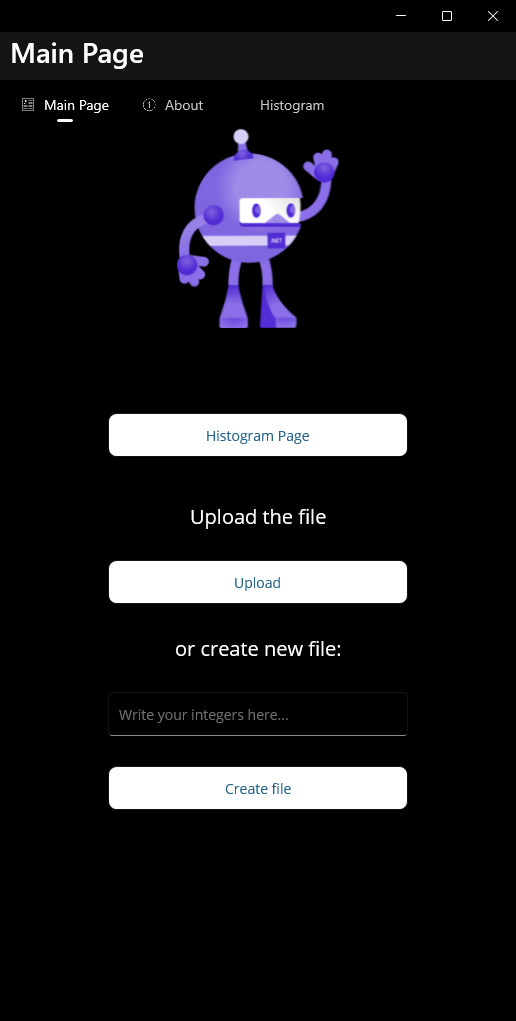 Main Page
Main Page
About
Histogram
.NET
Histogram Page
Upload the file
Upload
or create new file:
Write your integers here...
Create file